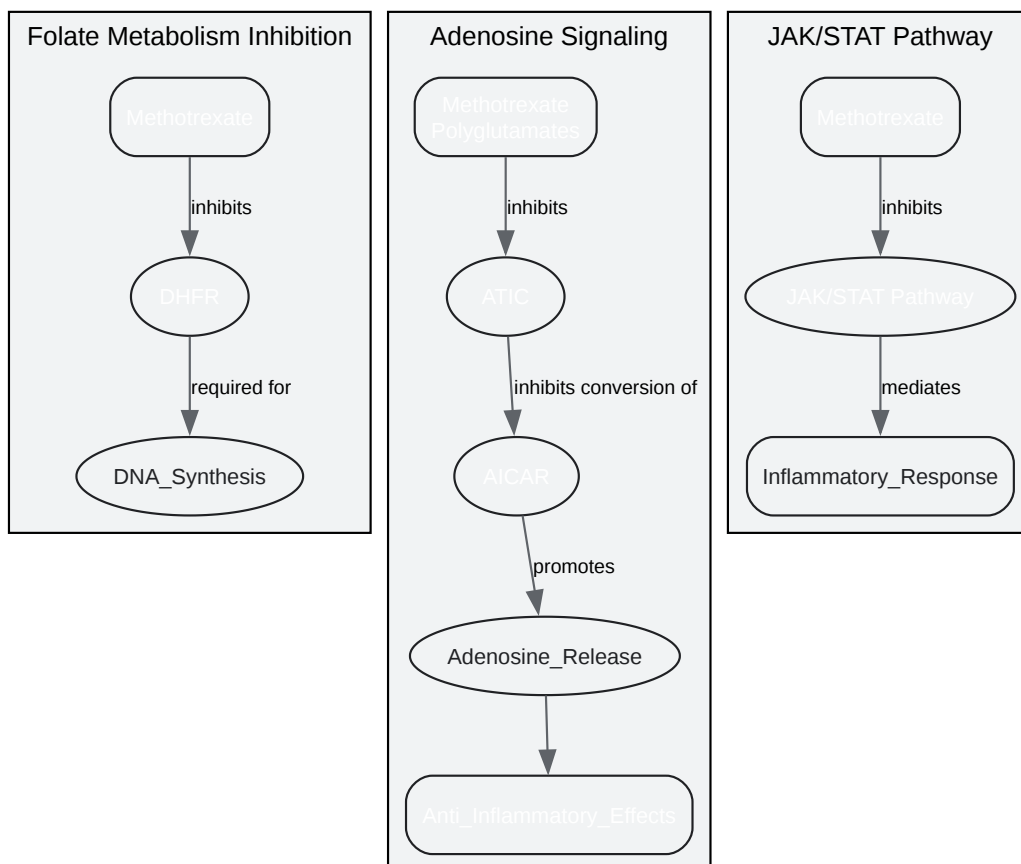 Folate Metabolism Inhibition
Methotrexate
inhibits
DHFR
required for
DNA_Synthesis
Adenosine Signaling
Methotrexate
Polyglutamates
inhibits
ATIC
inhibits conversion of
AICAR
promotes
Adenosine_Release
Anti_Inflammatory_Effects
JAK/STAT Pathway
Methotrexate
inhibits
JAK/STAT Pathway
mediates
Inflammatory_Response